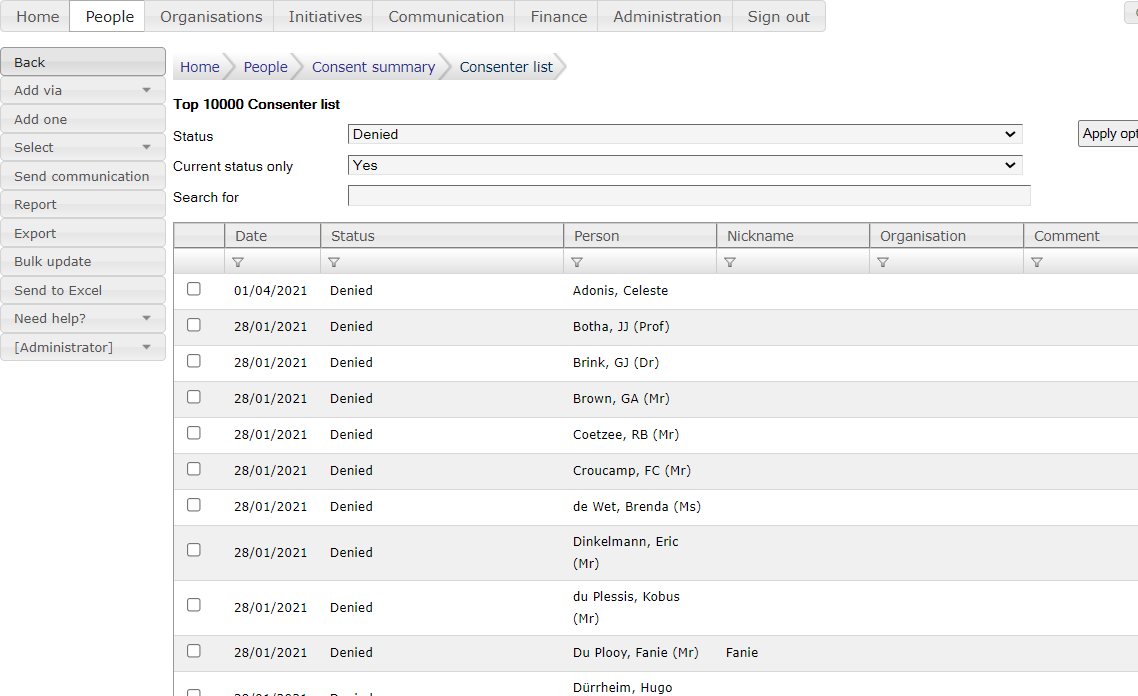 Home People Organisations Initiatives Communication Finance Administration Sign out
Back
Add via
Add one
Select
Send communication
Report
Export
Bulk update
Send to Excel
Need help?
[Administrator]
Home People Consent summary Consenter list
Top 10000 Consenter list
Status Denied
Apply opt
Current status only Yes
Search for
Date Status Person Nickname Organisation Comment
01/04/2021 Denied Adonis, Celeste
28/01/2021 Denied Botha, JJ (Prof)
28/01/2021 Denied Brink, GJ (Dr)
28/01/2021 Denied Brown, GA (Mr)
28/01/2021 Denied Coetzee, RB (Mr)
28/01/2021 Denied Croucamp, FC (Mr)
28/01/2021 Denied de Wet, Brenda (Ms)
28/01/2021 Denied Dinkelmann, Eric
(Mr)
28/01/2021 Denied du Plessis, Kobus
(Mr)
28/01/2021 Denied Du Plooy, Fanie (Mr) Fanie
Dürrheim, Hugo